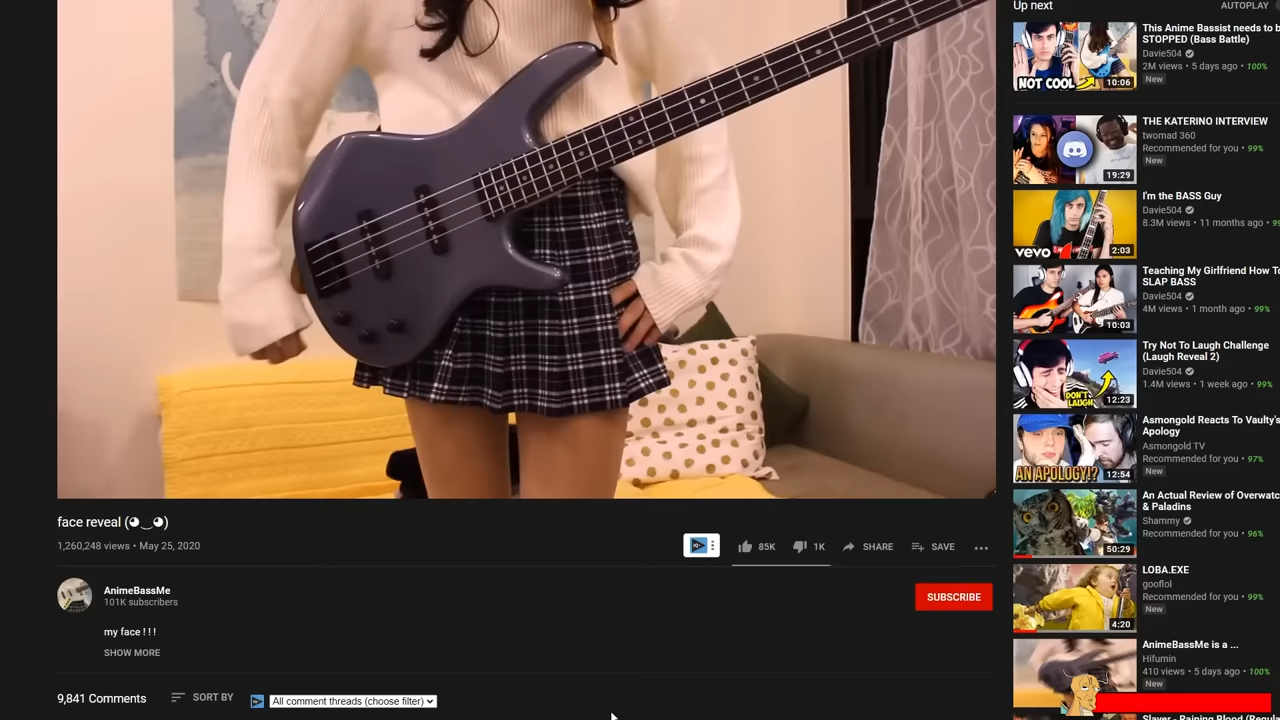 Up next
AUTOPLAY
This Anime Bassist needs to b
STOPPED (Bass Battle)
Davie504
2M views • 5 days ago • 100%
New
NOT COOL
10:06
THE KATERINO INTERVIEW
twomad 360
Recommended for you • 99%
New
19:29
I'm the BASS Guy
Davie504
8.3M views • 11 months ago • 99
vevo
2:03
Teaching My Girlfriend How To
SLAP BASS
Davie504
4M views • 1 month ago • 99%
10:03
Try Not To Laugh Challenge
(Laugh Reveal 2)
Davie504
1.4M views • 1 week ago • 99%
DON'T
LAUGH
12:23
Asmongold Reacts To Vaulty's
Apology
Asmongold TV
Recommended for you • 97%
New
AN APOLOGY!?
12:54
An Actual Review of Overwatc
& Paladins
Shammy
Recommended for you • 96%
50:29
LOBA.EXE
gooflol
Recommended for you • 99%
New
4:20
AnimeBassMe is a ...
Hifumin
410 views • 5 days ago • 100%
New
face reveal (◕‿◕)
1,260,248 views • May 25, 2020
85K
1K
SHARE
SAVE
AnimeBassMe
101K subscribers
SUBSCRIBE
my face ! ! !
SHOW MORE
9,841 Comments
SORT BY
All comment threads (choose filter)